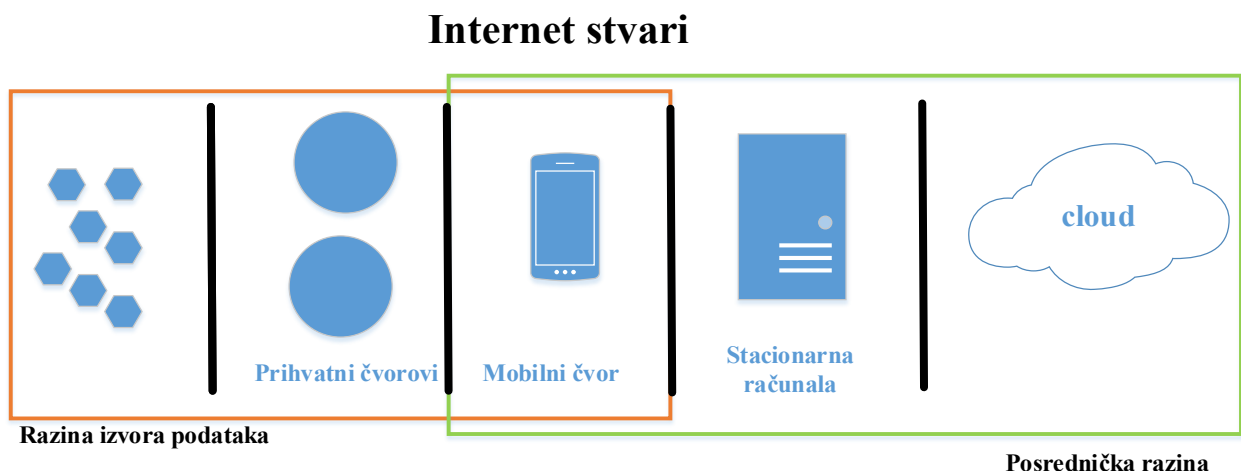 Internet stvari
cloud
Prihvatni čvorovi
Mobilni čvor
Stacionarna
računala
Razina izvora podataka
Posrednička razina